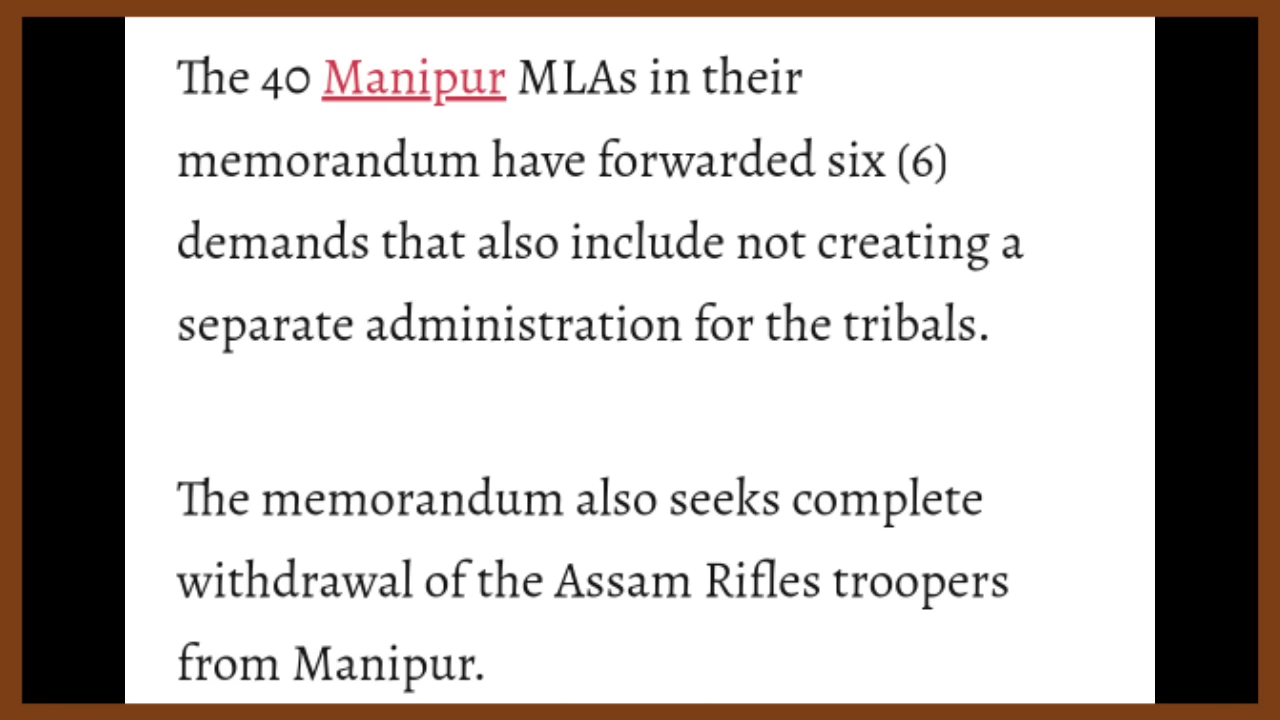 The 40 Manipur MLAs in their
memorandum have forwarded six (6)
demands that also include not creating a
separate administration for the tribals.
The memorandum also seeks complete
withdrawal of the Assam Rifles troopers
from Manipur.